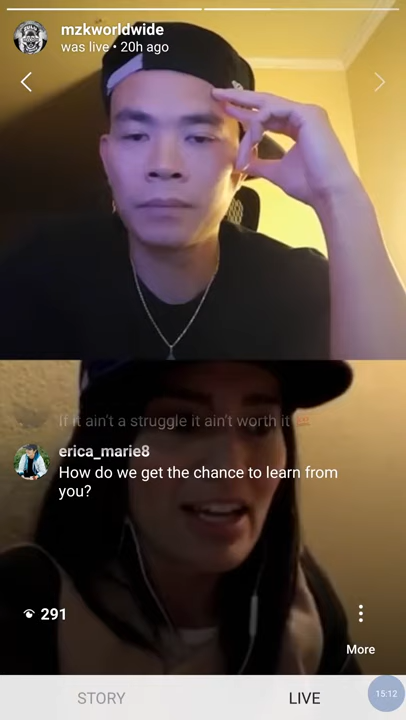 mzkworldwide
was live • 20h ago
If it ain't a struggle it ain't worth it
erica_marie8
How do we get the chance to learn from
you?
291
More
STORY
LIVE
15:12